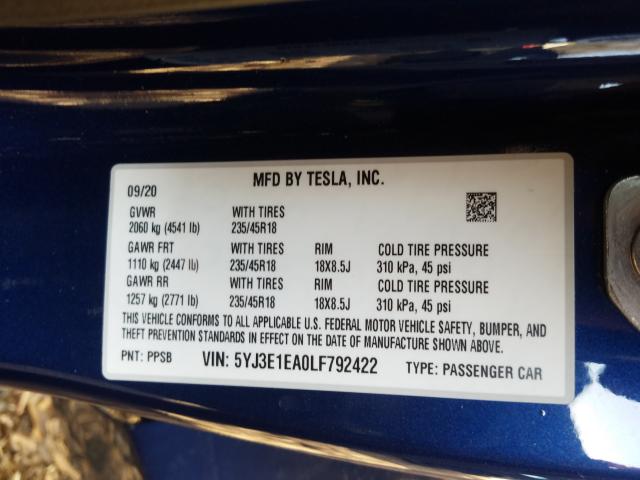 MFD BY TESLA, INC.
09/20
GVWR WITH TIRES
2060 kg (4541 lb) 235/45R18
GAWR FRT WITH TIRES RIM COLD TIRE PRESSURE
1110 kg (2447 lb) 235/45R18 18X8.5J 310 kPa, 45 psi
GAWR RR WITH TIRES RIM COLD TIRE PRESSURE
1257 kg (2771 lb) 235/45R18 18X8.5J 310 kPa, 45 psi
THIS VEHICLE CONFORMS TO ALL APPLICABLE U.S. FEDERAL MOTOR VEHICLE SAFETY, BUMPER, AND
THEFT PREVENTION STANDARDS IN EFFECT ON THE DATE OF MANUFACTURE SHOWN ABOVE.
PNT: PPSB VIN: 5YJ3E1EA0LF792422 TYPE: PASSENGER CAR